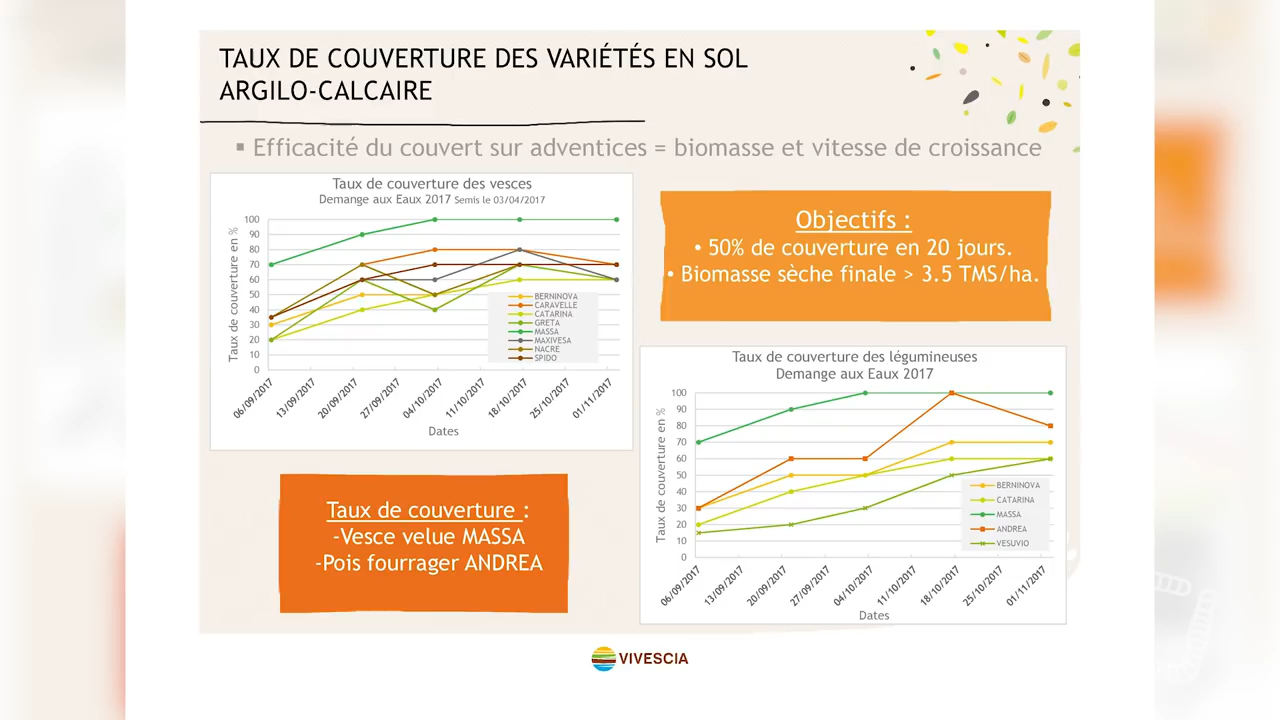 TAUX DE COUVERTURE DES VARIÉTÉS EN SOL
ARGILO-CALCAIRE
▪ Efficacité du couvert sur adventices = biomasse et vitesse de croissance
Taux de couverture des vesces
Demange aux Eaux 2017 Semis le 03/04/2017
Taux de couverture en %
100
90
80
70
60
50
40
30
20
10
0
BERNINOVA
CARAVELLE
CATARINA
GRETA
MASSA
MAXIVESA
NACRE
SPIDO
06/09/2017
13/09/2017
20/09/2017
27/09/2017
04/10/2017
11/10/2017
18/10/2017
25/10/2017
01/11/2017
Dates
Objectifs :
• 50% de couverture en 20 jours.
• Biomasse sèche finale > 3.5 TMS/ha.
Taux de couverture :
-Vesce velue MASSA
-Pois fourrager ANDREA
Taux de couverture des légumineuses
Demange aux Eaux 2017
Taux de couverture en %
100
90
80
70
60
50
40
30
20
10
0
BERNINOVA
CATARINA
MASSA
ANDREA
VESUVIO
06/09/2017
13/09/2017
20/09/2017
27/09/2017
04/10/2017
11/10/2017
18/10/2017
25/10/2017
01/11/2017
Dates
VIVESCIA